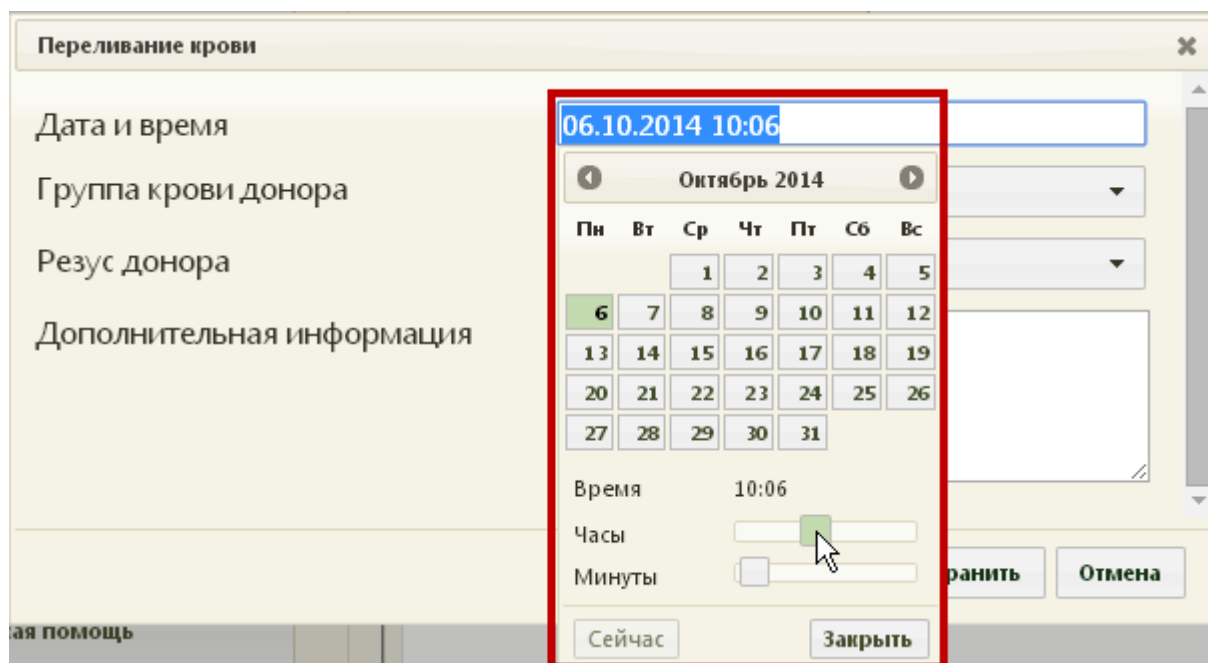 Переливание крови
Дата и время
06.10.2014 10:06
Группа крови донора
Октябрь 2014
Пн Вт Ср Чт Пт Сб Вс
1 2 3 4 5
Резус донора
6 7 8 9 10 11 12
Дополнительная информация
13 14 15 16 17 18 19
20 21 22 23 24 25 26
27 28 29 30 31
Время 10:06
Часы
Минуты
ранить Отмена
ая помощь
Сейчас Закрыть